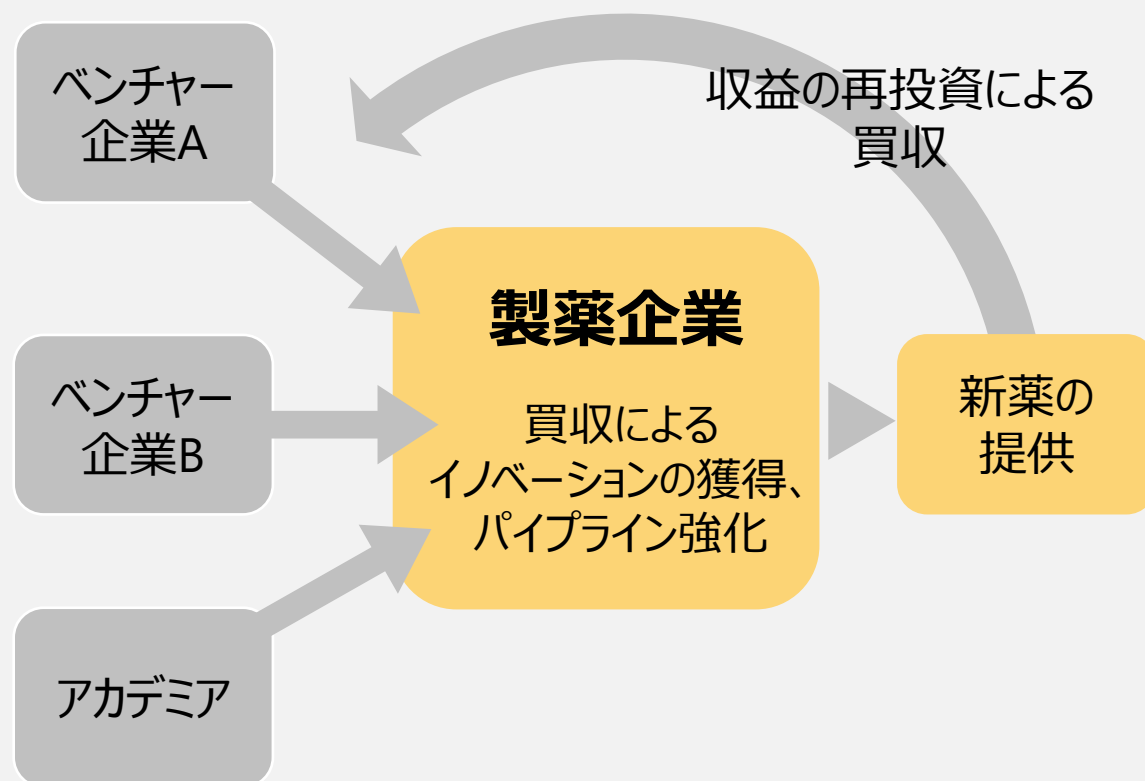 ベンチャー
企業A
収益の再投資による
買収
製薬企業
買収による
イノベーションの獲得、
パイプライン強化
ベンチャー
企業B
新薬の
提供
アカデミア